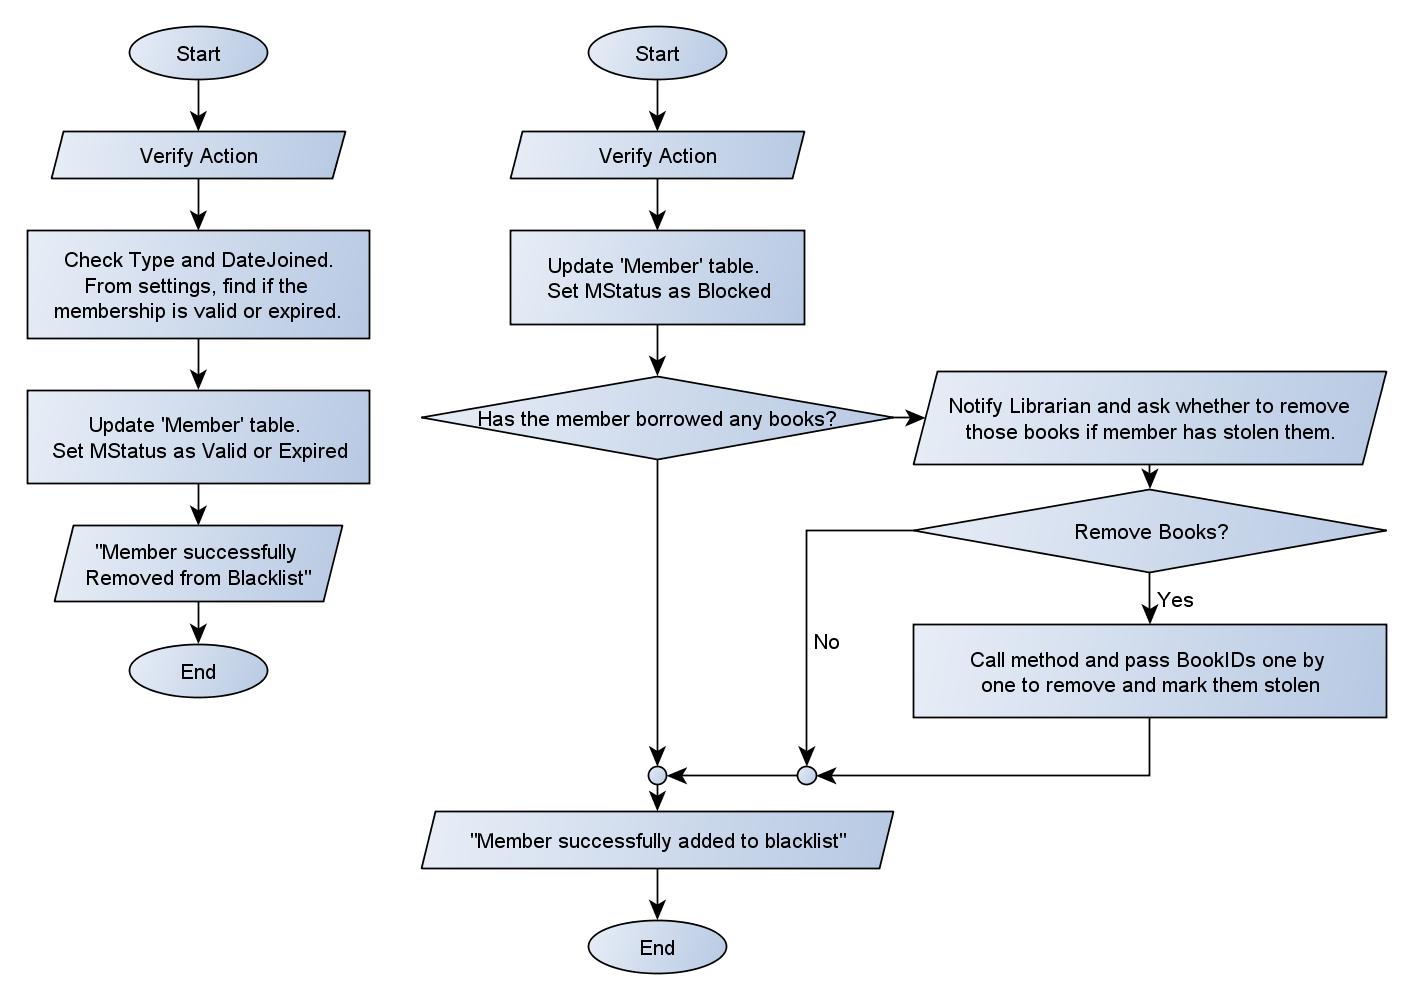 Start
Verify Action
Check Type and DateJoined.
From settings, find if the
membership is valid or expired.
Update 'Member' table.
Set MStatus as Valid or Expired
"Member successfully
Removed from Blacklist"
End
Start
Verify Action
Update 'Member' table.
Set MStatus as Blocked
Has the member borrowed any books?
Notify Librarian and ask whether to remove
those books if member has stolen them.
Remove Books?
Yes
No
Call method and pass BookIDs one by
one to remove and mark them stolen
"Member successfully added to blacklist"
End